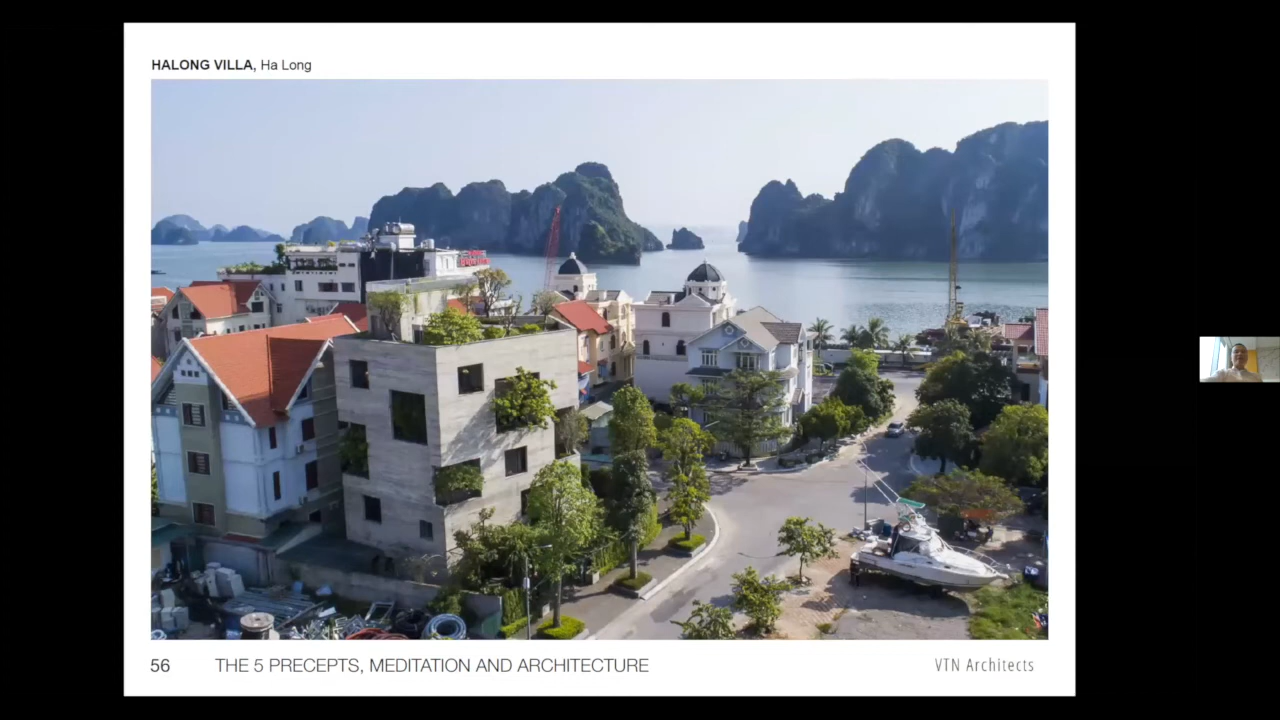 HALONG VILLA, Ha Long
56 THE 5 PRECEPTS, MEDITATION AND ARCHITECTURE VTN Architects